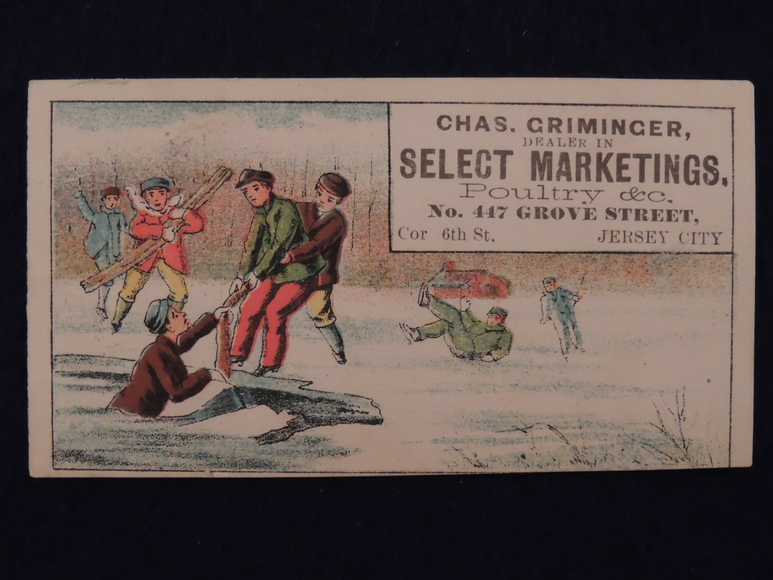 CHAS. GRIMINGER,
DEALER IN
SELECT MARKETINGS,
Poultry &c.
No. 447 GROVE STREET,
Cor 6th St. JERSEY CITY